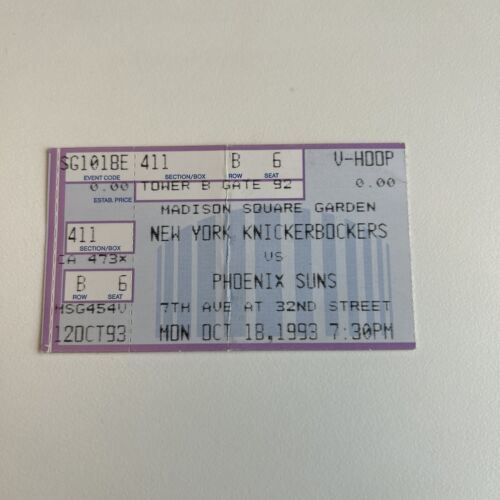 SG1018E 411 B 6 V-HOOP
EVENT CODE SECTION/BOX ROW SEAT
0.00 TOWER B GATE 92 0.00
ESTAB. PRICE
MADISON SQUARE GARDEN
411 NEW YORK KNICKERBOCKERS
SECTION/BOX
CA 473* VS
B 6 PHOENIX SUNS
ROW SEAT
MSG454V 7TH AVE AT 32ND STREET
12OCT93 MON OCT 18,1993 7:30PM